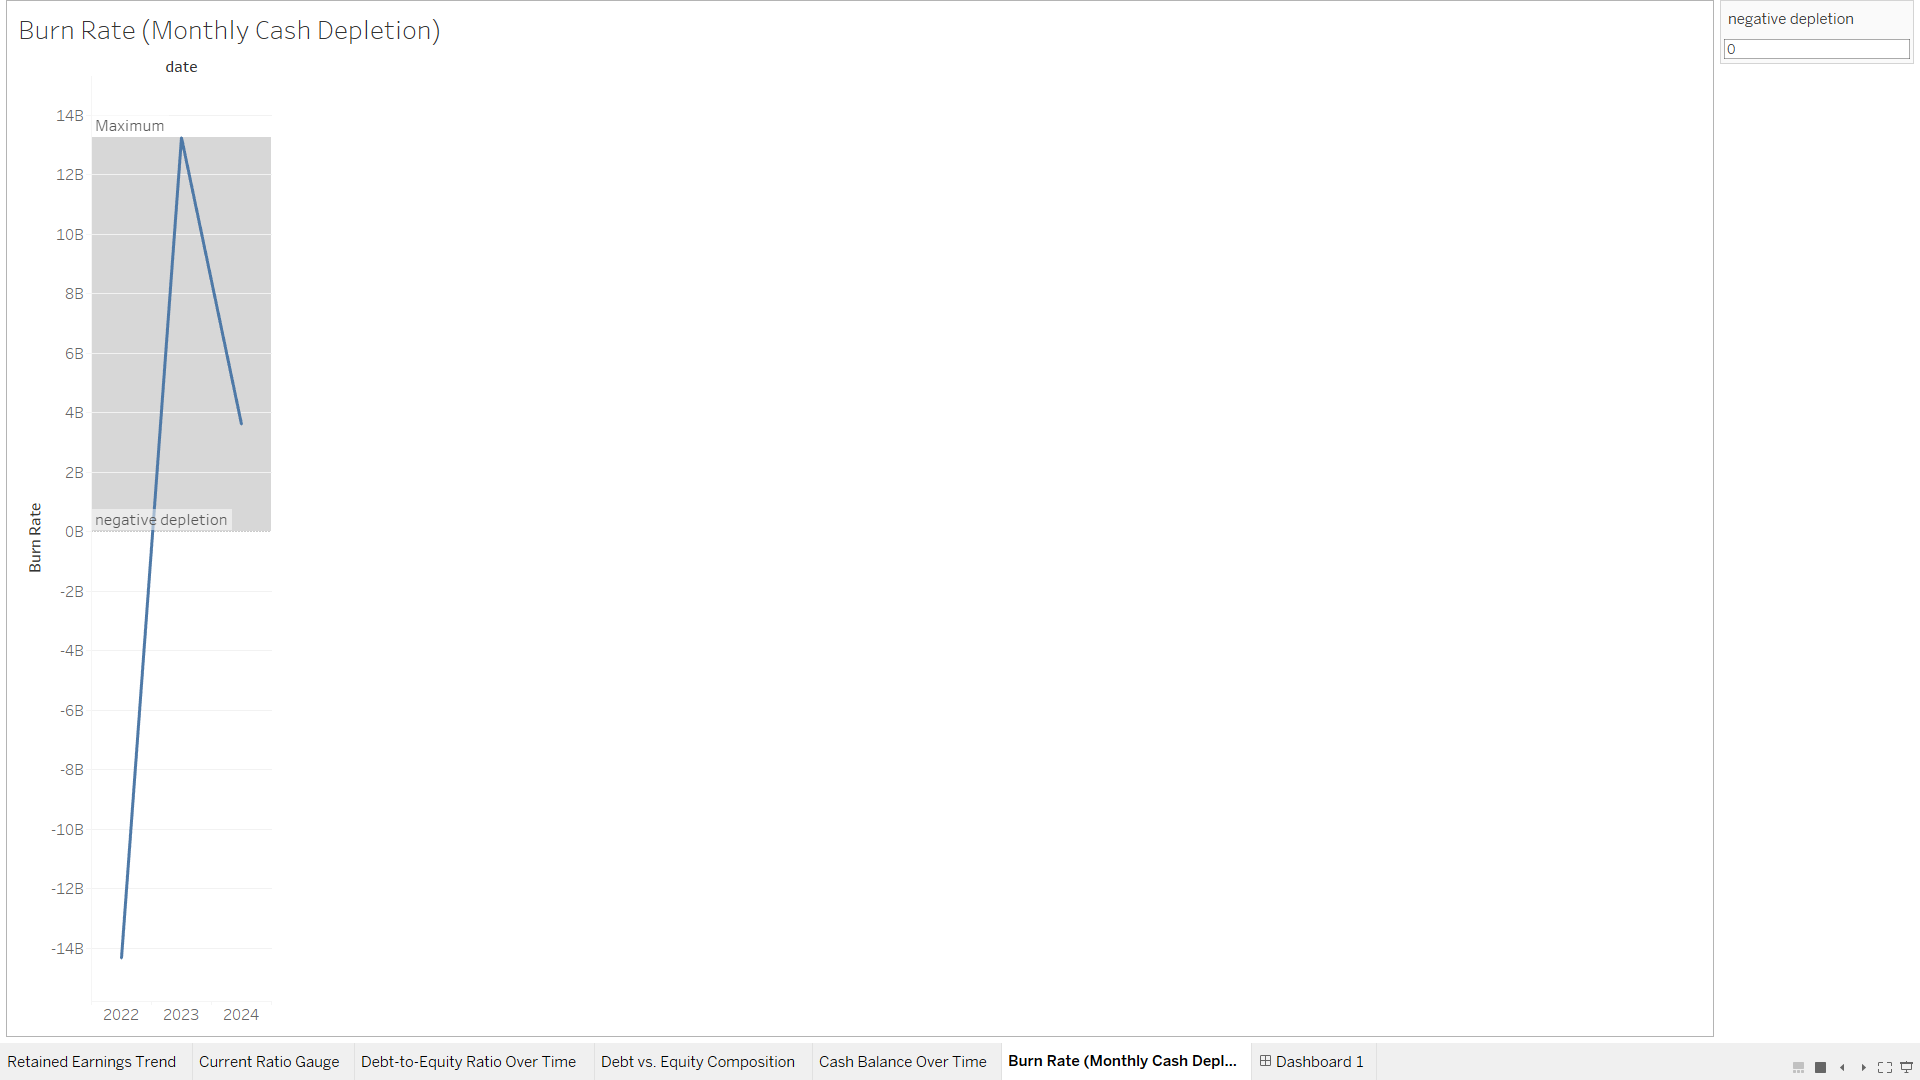 Burn Rate (Monthly Cash Depletion)
negative depletion
0
date
14B
Maximum
12B
10B
8B
6B
4B
2B
negative depletion
0B
Burn Rate
-2B
-4B
-6B
-8B
-10B
-12B
-14B
2022 2023 2024
Retained Earnings Trend Current Ratio Gauge Debt-to-Equity Ratio Over Time Debt vs. Equity Composition Cash Balance Over Time Burn Rate (Monthly Cash Depl... Dashboard 1